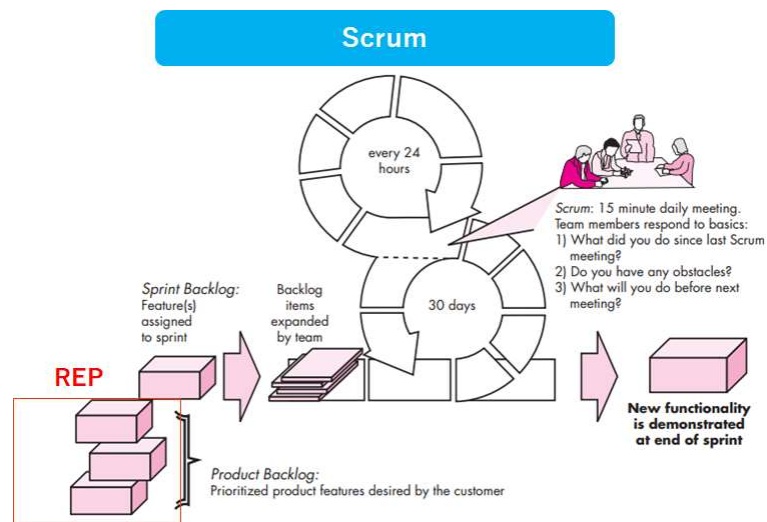 Scrum
every 24
hours
Scrum: 15 minute daily meeting.
Team members respond to basics:
1) What did you do since last Scrum
meeting?
2) Do you have any obstacles?
3) What will you do before next
meeting?
Sprint Backlog:
Feature(s)
assigned
to sprint
Backlog
items
expanded
by team
30 days
REP
New functionality
is demonstrated
at end of sprint
Product Backlog:
Prioritized product features desired by the customer